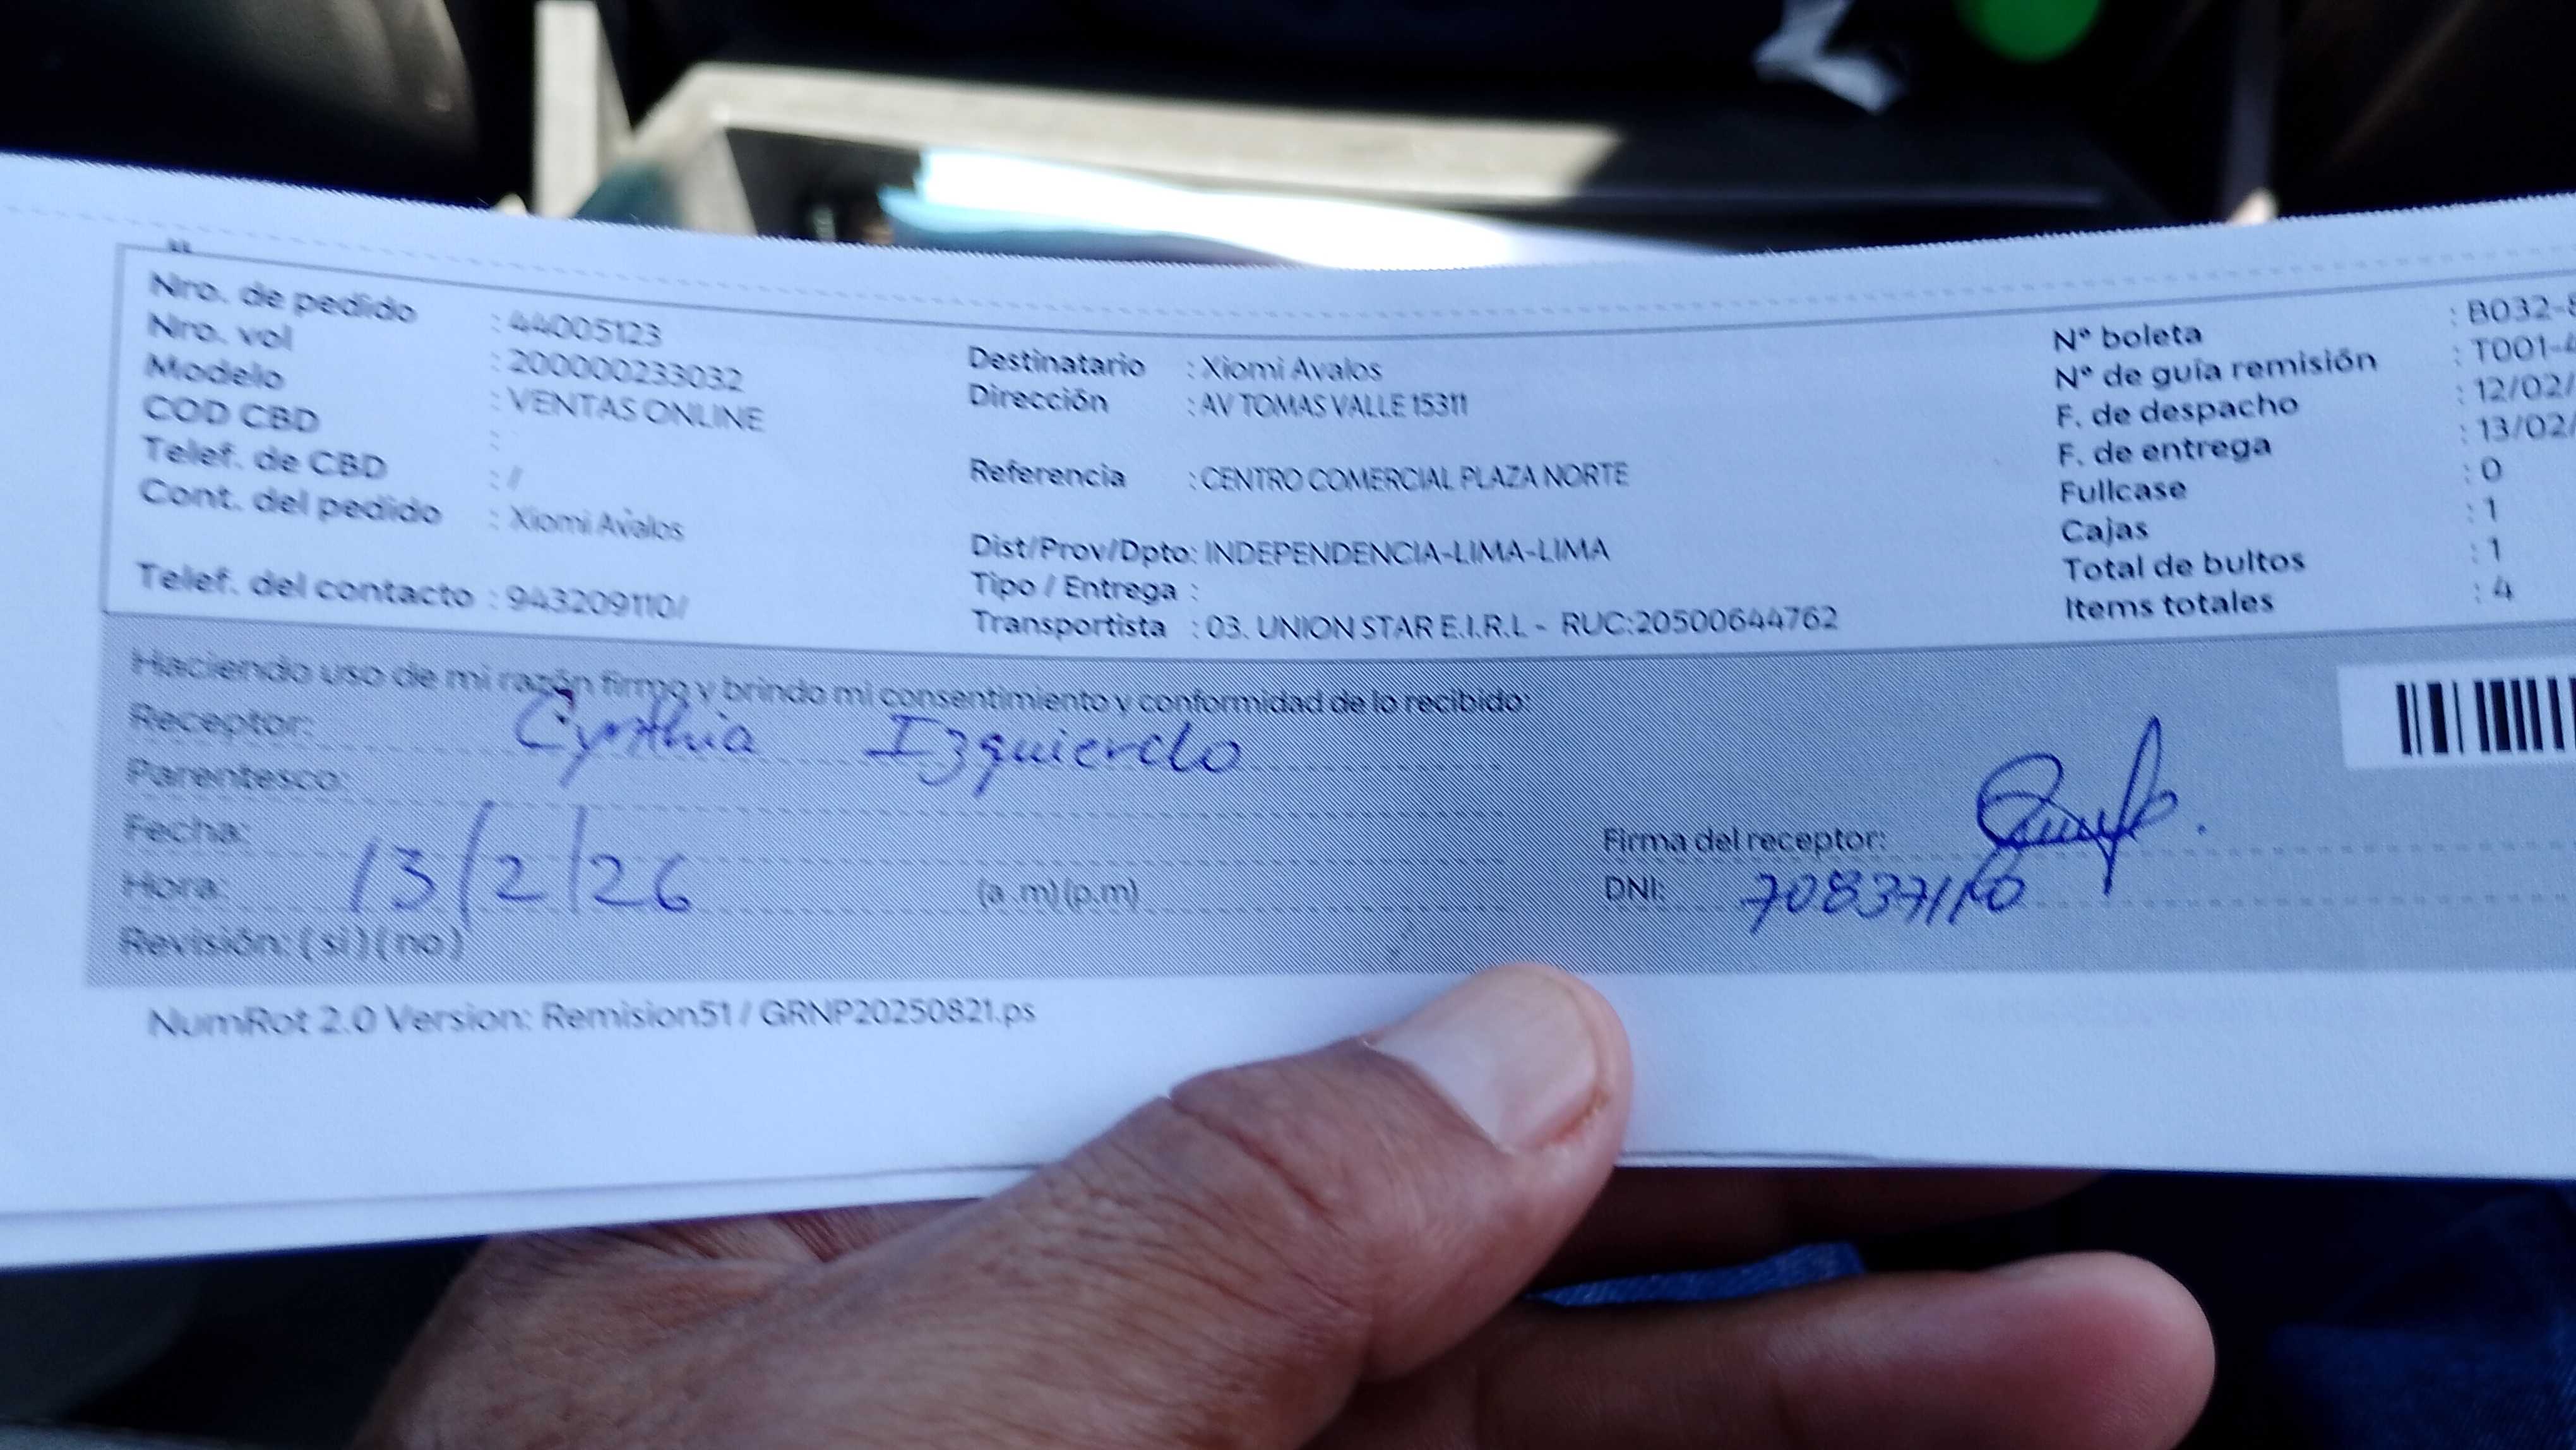 Nro. de pedido : 44005123
Nro. vol : 200000233032
Modelo : VENTAS ONLINE
COD CBD :
Telef. de CBD : /
Cont. del pedido : Xiomi Avalos
Telef. del contacto : 943209110/
Destinatario : Xiomi Avalos
Dirección : AV TOMAS VALLE 15311
Referencia : CENTRO COMERCIAL PLAZA NORTE
Dist/Prov/Dpto: INDEPENDENCIA-LIMA-LIMA
Tipo / Entrega :
Transportista : 03. UNION STAR E.I.R.L - RUC:20500644762
N° boleta : B032-
N° de guía remisión : T001-4
F. de despacho : 12/02/
F. de entrega : 13/02/
Fullcase : 0
Cajas : 1
Total de bultos : 1
Items totales : 4
Haciendo uso de mi razón firmo y brindo mi consentimiento y conformidad de lo recibido:
Receptor: Cynthia Izquierdo
Parentesco:
Fecha: 13/2/26
Hora: (a.m)(p.m)
Revisión: (si)(no)
Firma del receptor:
DNI:
NumRot 2.0 Version: Remision51 / GRNP20250821.ps